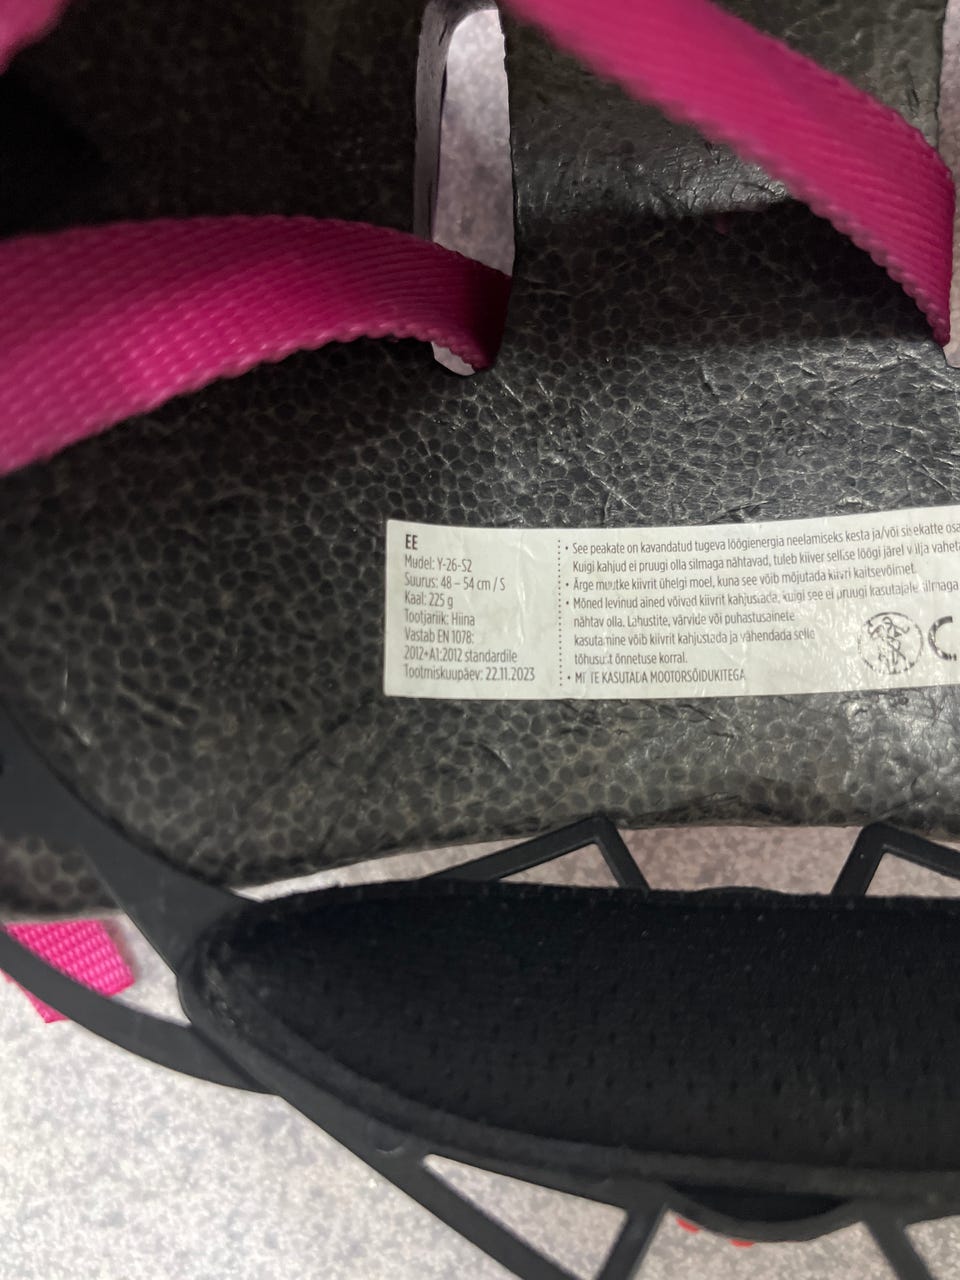 EE
Mudel: Y-26-S2
Suurus: 48 – 54 cm / S
Kaal: 225 g
Tootjariik: Hiina
Vastab EN 1078:
2012+A1:2012 standardile
Tootmiskuupäev: 22.11.2023
• See peakate on kavandatud tugeva löögienergia neelamiseks kesta ja/või sisekatte osa
Kuigi kahjud ei pruugi olla silmaga nähtavad, tuleb kiiver sellise löögi järel välja vaheta
• Ärge muutke kiivrit ühelgi moel, kuna see võib mõjutada kiivri kaitsevõimet.
• Mõned levinud ained võivad kiivrit kahjustada, kuigi see ei pruugi kasutajale silmaga
nähtav olla. Lahustite, värvide või puhastusainete
kasutamine võib kiivrit kahjustada ja vähendada selle
tõhusust õnnetuse korral.
• MITTE KASUTADA MOOTORSÕIDUKITEGA